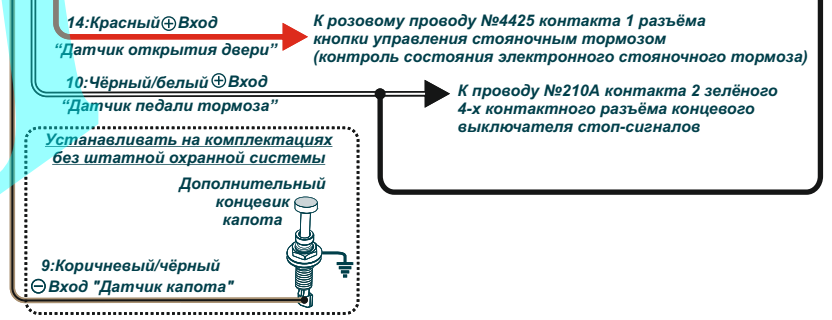 14:Красный⊕Вход
“Датчик открытия двери”
К розовому проводу №4425 контакта 1 разъёма
кнопки управления стояночным тормозом
(контроль состояния электронного стояночного тормоза)
10:Чёрный/белый⊕Вход
“Датчик педали тормоза”
К проводу №210A контакта 2 зелёного
4-х контактного разъёма концевого
выключателя стоп-сигналов
Устанавливать на комплектациях
без штатной охранной системы
Дополнительный
концевик
капота
9:Коричневый/чёрный
⊖Вход "Датчик капота"